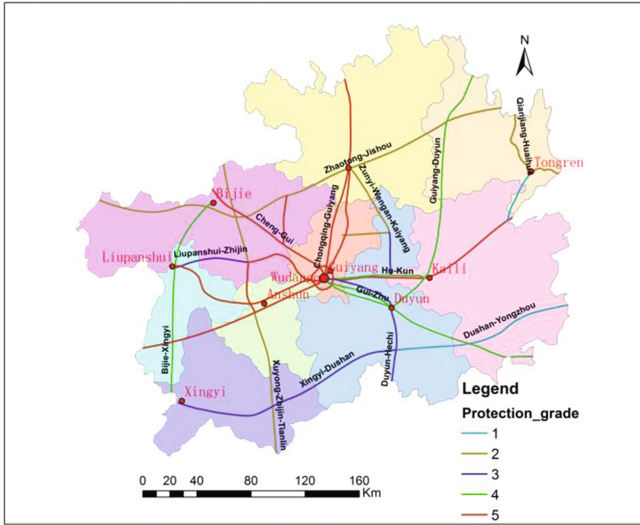 N
Qianjiang-Huaihua
Tongren
Zhaotong-Jishou
Zunyi-Wengan-Kaiyang
Guiyang-Duyun
Bijie
Cheng-Gui
Chongqing-Guiyang
Liupanshui
Liupanshui-Zhijin
Guiyang
Hu-Kun
Kaili
Wudang
Anshun
Gui-Zhu
Duyun
Dushan-Yongzhou
Bijie-Xingyi
Xingyi-Dushan
Duyun-Hechi
Xuyong-Zhijin-Tianlin
Xingyi
Legend
Protection_grade
1
2
3
4
5
0 20 40 80 120 160
Km